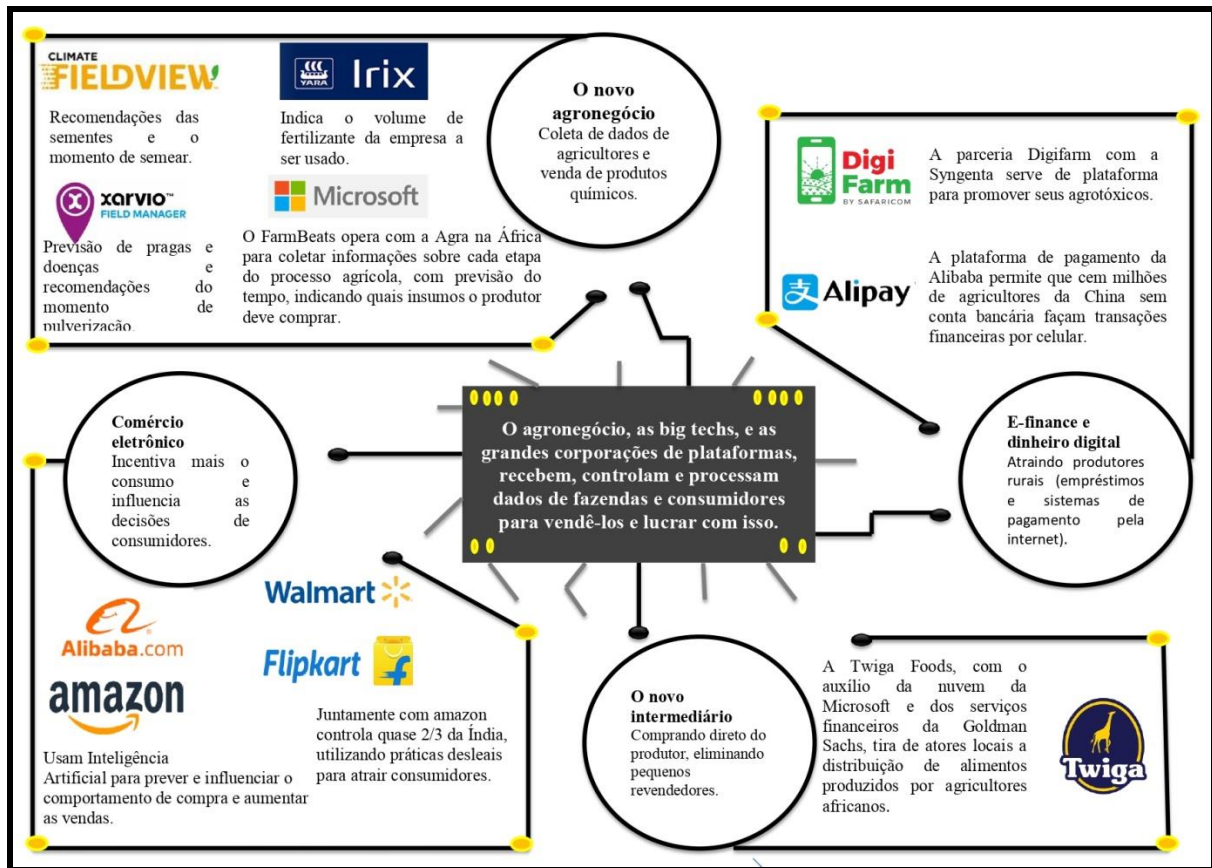 CLIMATE
FIELDVIEW
Recomendações das
sementes e o
momento de semear.
YARA
Irix
Indica o volume de
fertilizante da empresa a
ser usado.
xarvio™
FIELD MANAGER
Previsão de pragas e
doenças e
recomendações do
momento de
pulverização.
Microsoft
O FarmBeats opera com a Agra na África
para coletar informações sobre cada etapa
do processo agrícola, com previsão do
tempo, indicando quais insumos o produtor
deve comprar.
O novo
agronegócio
Coleta de dados de
agricultores e
venda de produtos
químicos.
Digi
Farm
BY SAFARICOM
A parceria Digifarm com a
Syngenta serve de plataforma
para promover seus agrotóxicos.
支
Alipay
A plataforma de pagamento da
Alibaba permite que cem milhões
de agricultores da China sem
conta bancária façam transações
financeiras por celular.
Comércio
eletrônico
Incentiva mais o
consumo e
influencia as
decisões de
consumidores.
O agronegócio, as big techs, e as
grandes corporações de plataformas,
recebem, controlam e processam
dados de fazendas e consumidores
para vendê-los e lucrar com isso.
E-finance e
dinheiro digital
Atraindo produtores
rurais (empréstimos
e sistemas de
pagamento pela
internet).
Alibaba.com
amazon
Usam Inteligência
Artificial para prever e influenciar o
comportamento de compra e aumentar
as vendas.
Walmart
Flipkart
Juntamente com amazon
controla quase 2/3 da Índia,
utilizando práticas desleais
para atrair consumidores.
O novo
intermediário
Comprando direto do
produtor, eliminando
pequenos
revendedores.
A Twiga Foods, com o
auxílio da nuvem da
Microsoft e dos serviços
financeiros da Goldman
Sachs, tira de atores locais a
distribuição de alimentos
produzidos por agricultores
africanos.
Twiga